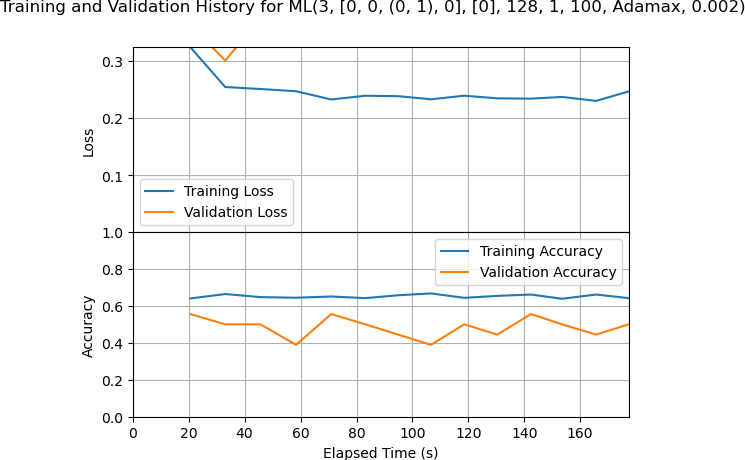 Training and Validation History for ML(3, [0, 0, (0, 1), 0], [0], 128, 1, 100, Adamax, 0.002)
0.3
0.2
0.1
Loss
Training Loss
Validation Loss
1.0
0.8
0.6
0.4
0.2
0.0
Accuracy
Training Accuracy
Validation Accuracy
0 20 40 60 80 100 120 140 160
Elapsed Time (s)